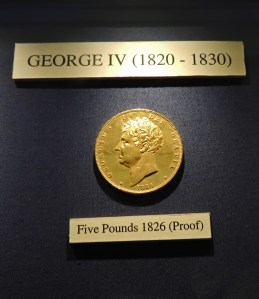 GEORGE IV (1820 - 1830)
Five Pounds 1826 (Proof)